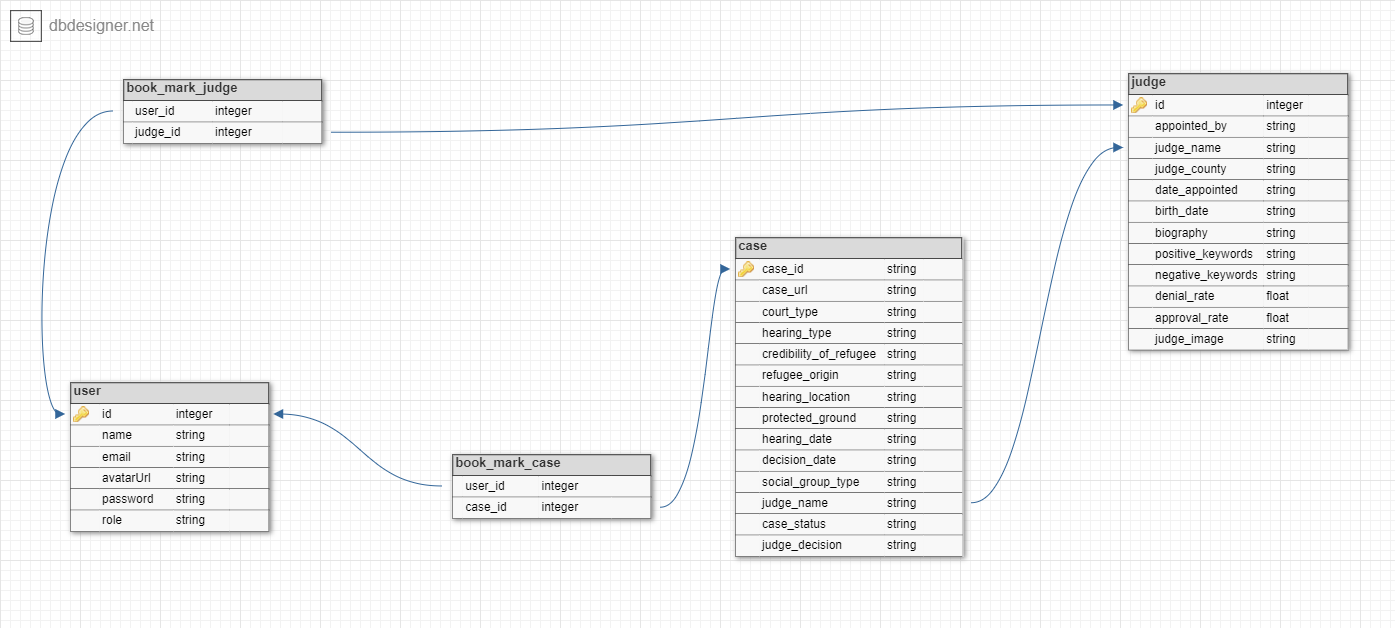 dbdesigner.net
book_mark_judge
user_id integer
judge_id integer
judge
id integer
appointed_by string
judge_name string
judge_county string
date_appointed string
birth_date string
biography string
positive_keywords string
negative_keywords string
denial_rate float
approval_rate float
judge_image string
case
case_id string
case_url string
court_type string
hearing_type string
credibility_of_refugee string
refugee_origin string
hearing_location string
protected_ground string
hearing_date string
decision_date string
social_group_type string
judge_name string
case_status string
judge_decision string
user
id integer
name string
email string
avatarUrl string
password string
role string
book_mark_case
user_id integer
case_id integer